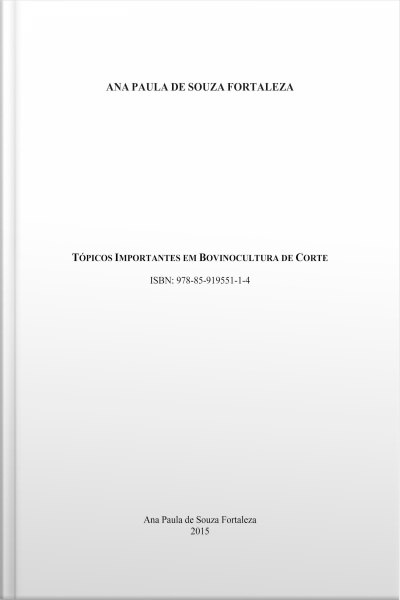 ANA PAULA DE SOUZA FORTALEZA
TÓPICOS IMPORTANTES EM BOVINOCULTURA DE CORTE
ISBN: 978-85-919551-1-4
Ana Paula de Souza Fortaleza
2015